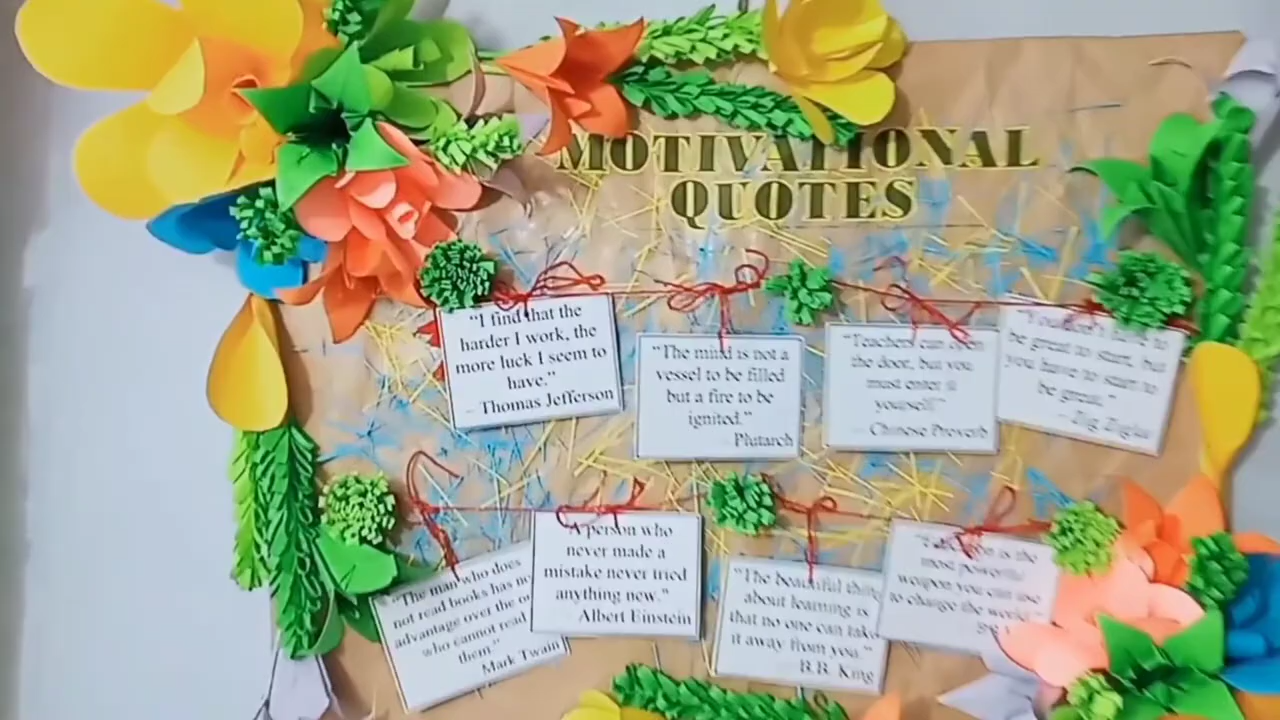 MOTIVATIONAL
QUOTES
"I find that the
harder I work, the
more luck I seem to
have."
- Thomas Jefferson
"The mind is not a
vessel to be filled
but a fire to be
ignited."
- Plutarch
"Teachers can open
the door, but you
must enter it
yourself"
- Chinese Proverb
to
be great to start, but
you have to start to
be great."
- Zig Ziglar
"The man who does
not read books has no
advantage over the
who cannot read
them."
Mark Twain
"A person who
never made a
mistake never tried
anything new."
Albert Einstein
"The beautiful thing
about learning is
that no one can take
it away from you."
B.B. King
is the
most powerful
weapon you can use
to change the world."